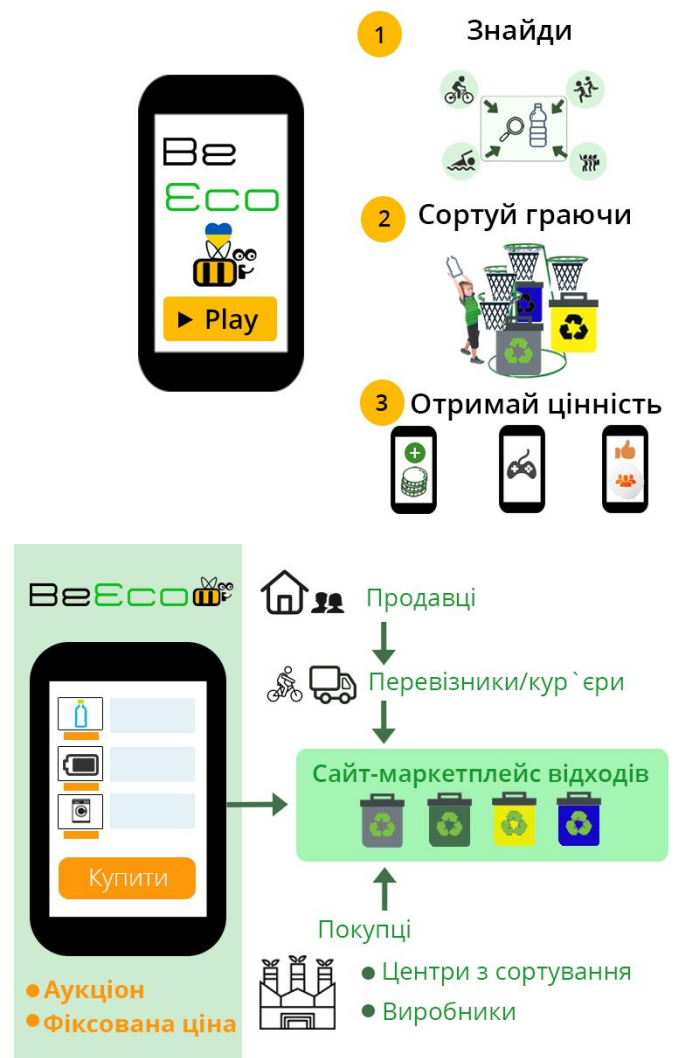 1
Знайди
Be
Eco
Play
2
Сортуй граючи
3
Отримай цінність
BeEco
Продавці
Перевізники/кур`єри
Сайт-маркетплейс відходів
Купити
Покупці
Центри з сортування
Виробники
Аукціон
Фіксована ціна